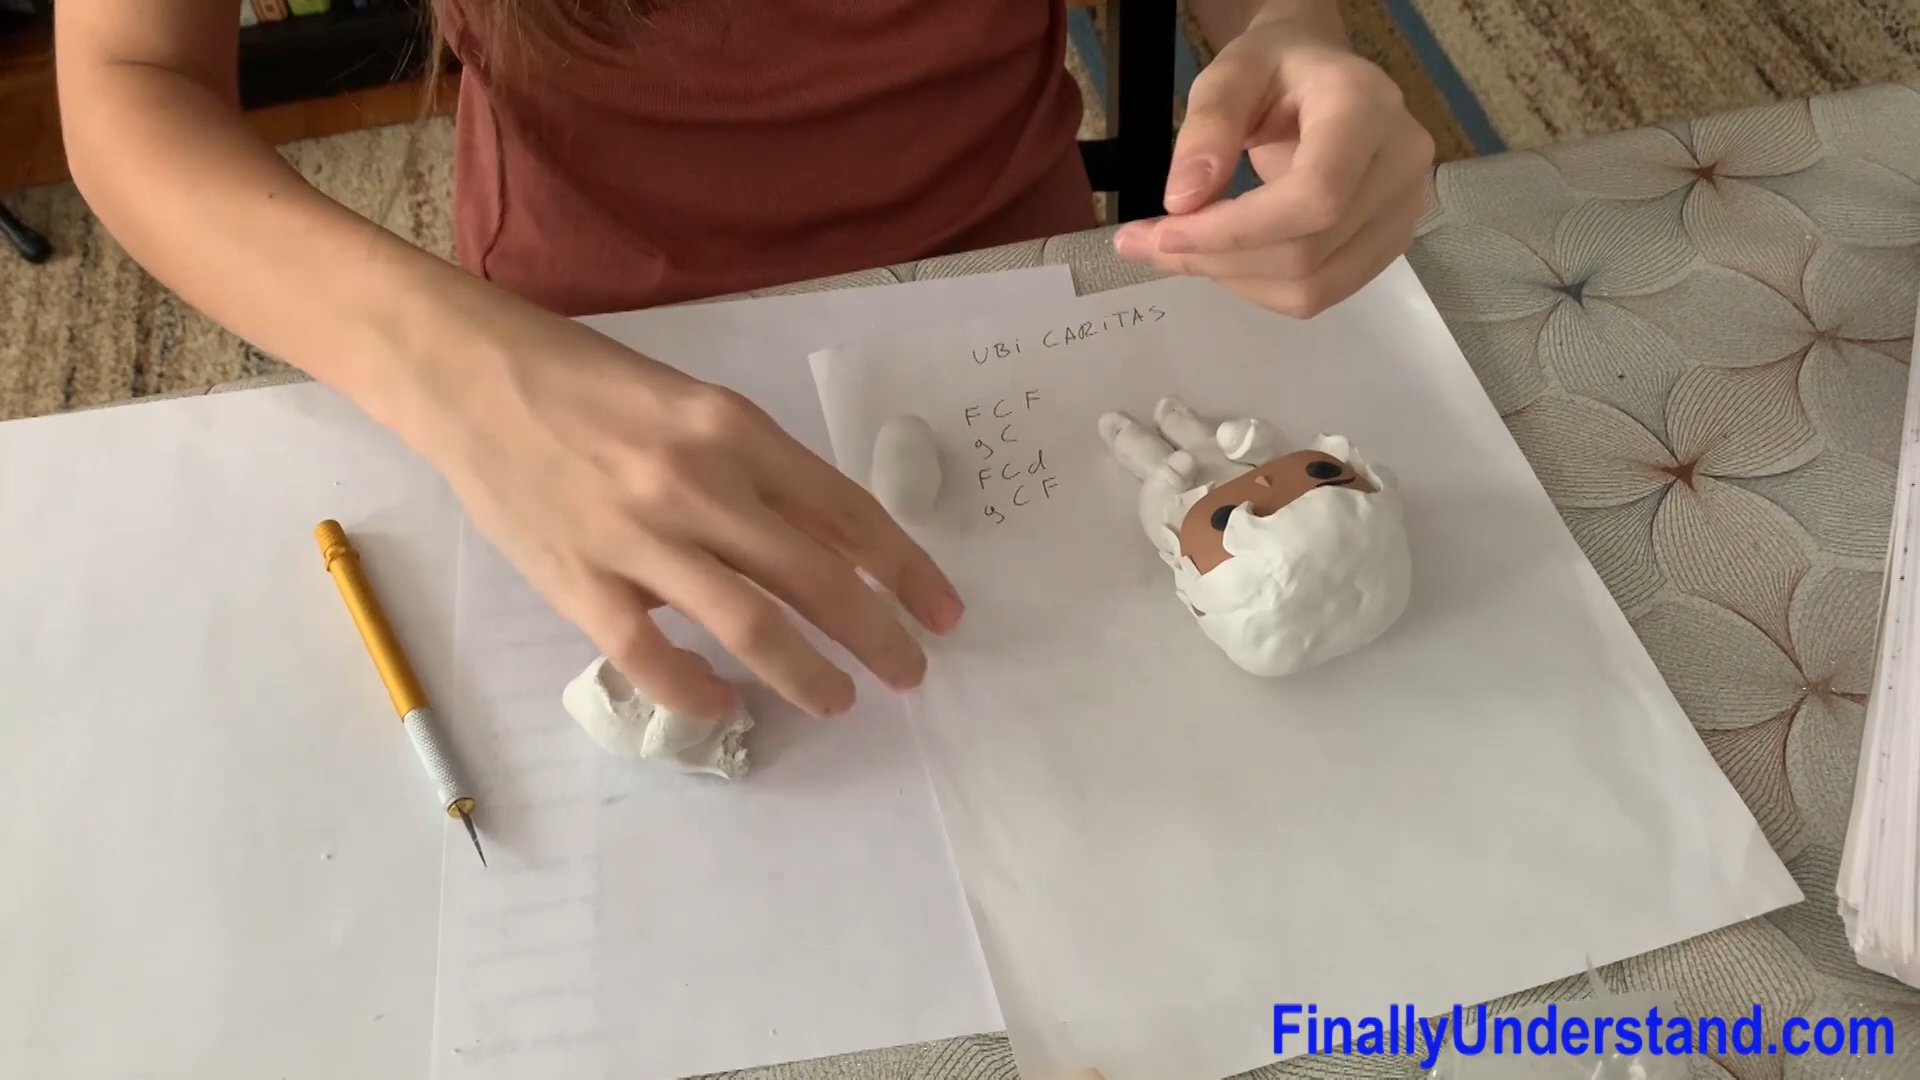 UBi CARiTAS
F C F
g C
F C d
g C F
FinallyUnderstand.com